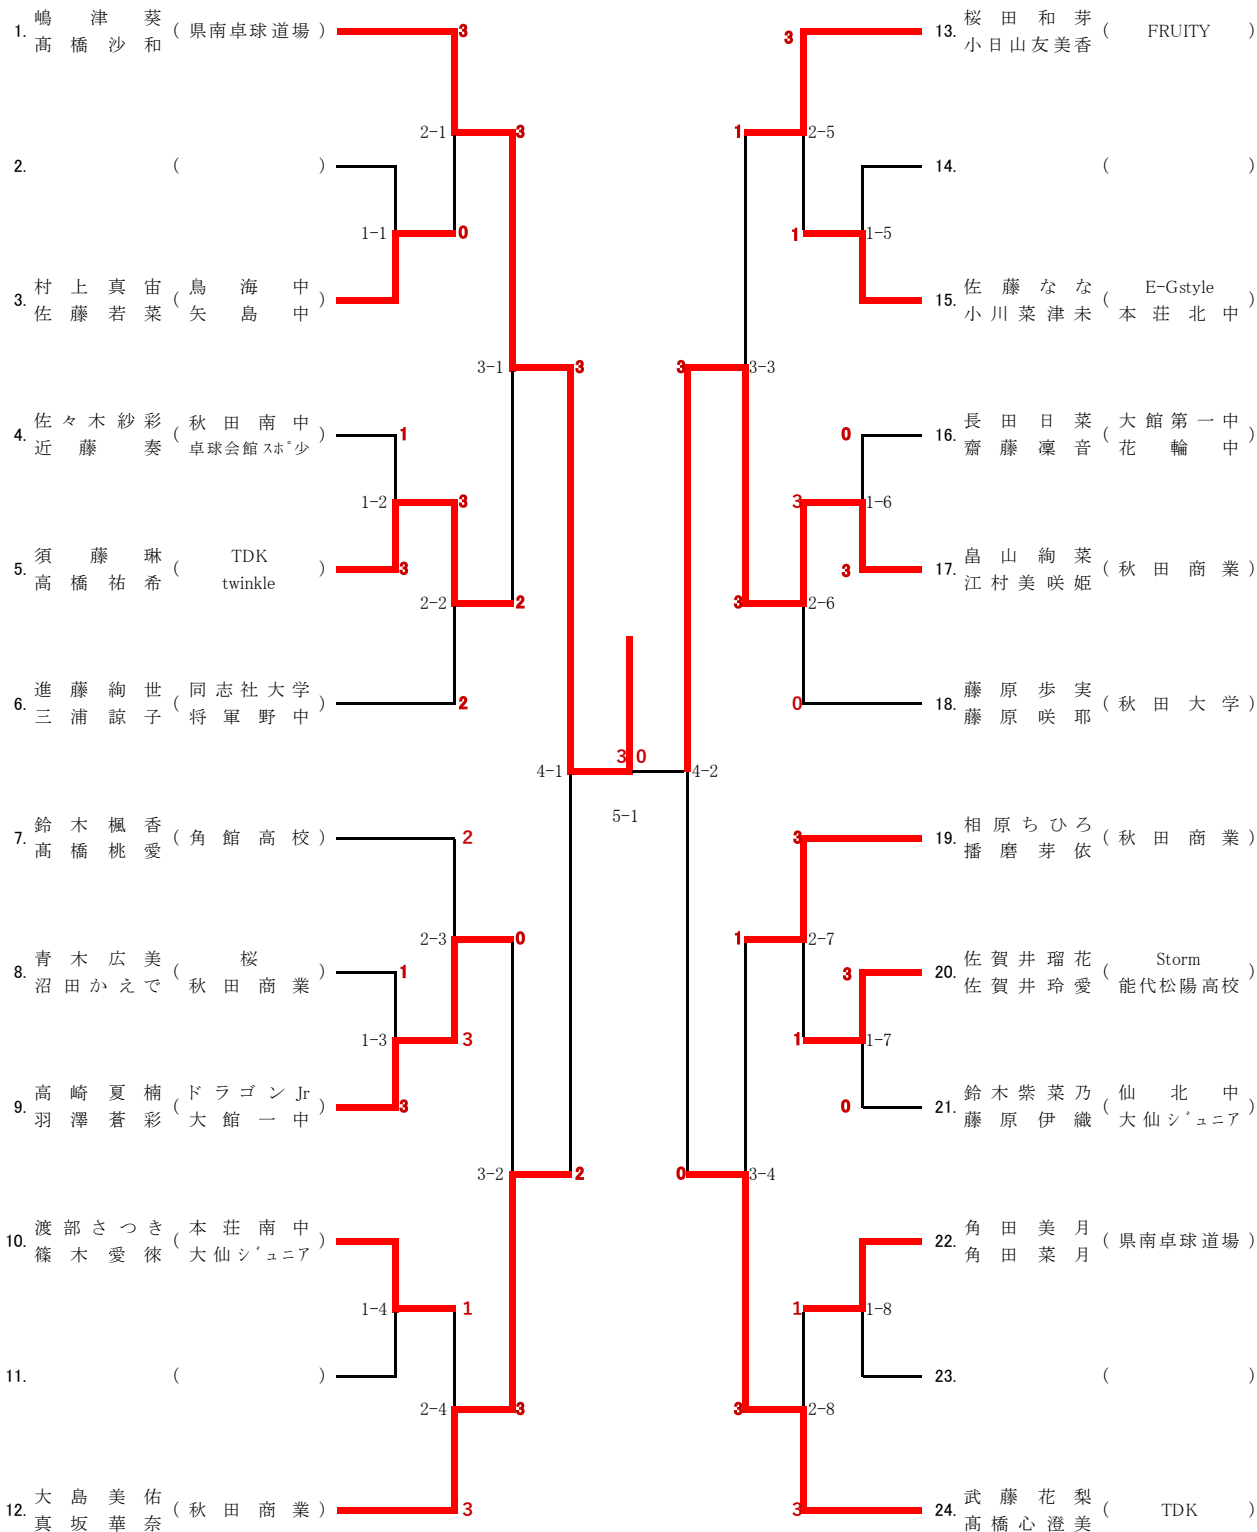 1. 嶋津葵 (県南卓球道場)
髙橋沙和
3
2-1
3
2. ( )
1-1
0
3. 村上真宙 (鳥海中
佐藤若菜 矢島中)
3-1
3
4. 佐々木紗彩 (秋田南中
近藤奏 卓球会館スポ少)
1
1-2
3
5. 須藤琳 (TDK
高橋祐希 twinkle)
3
2-2
2
6. 進藤絢世 (同志社大学
三浦諒子 将軍野中)
2
4-1
3 0
4-2
5-1
7. 鈴木楓香 (角館高校)
髙橋桃愛
2
2-3
0
8. 青木広美 (桜
沼田かえで 秋田商業)
1
1-3
3
9. 高崎夏楠 (ドラゴンJr
羽澤蒼彩 大館一中)
3
3-2
2
10. 渡部さつき (本荘南中
篠木愛徠 大仙ジュニア)
1-4
1
11. ( )
2-4
3
12. 大島美佑 (秋田商業)
真坂華奈
3
13. 桜田和芽 (FRUITY)
小日山友美香
3
1
2-5
14. ( )
1
1-5
15. 佐藤なな (E-Gstyle
小川菜津未 本荘北中)
3
3-3
16. 長田日菜 (大館第一中
齋藤凜音 花輪中)
0
3
1-6
17. 畠山絢菜 (秋田商業)
江村美咲姫
3
3
2-6
18. 藤原歩実 (秋田大学)
藤原咲耶
0
19. 相原ちひろ (秋田商業)
播磨芽依
3
1
2-7
20. 佐賀井瑠花 (Storm
佐賀井玲愛 能代松陽高校)
3
1
1-7
21. 鈴木紫菜乃 (仙北中
藤原伊織 大仙ジュニア)
0
0
3-4
22. 角田美月 (県南卓球道場)
角田菜月
1
1-8
23. ( )
3
2-8
24. 武藤花梨 (TDK)
髙橋心澄美
3